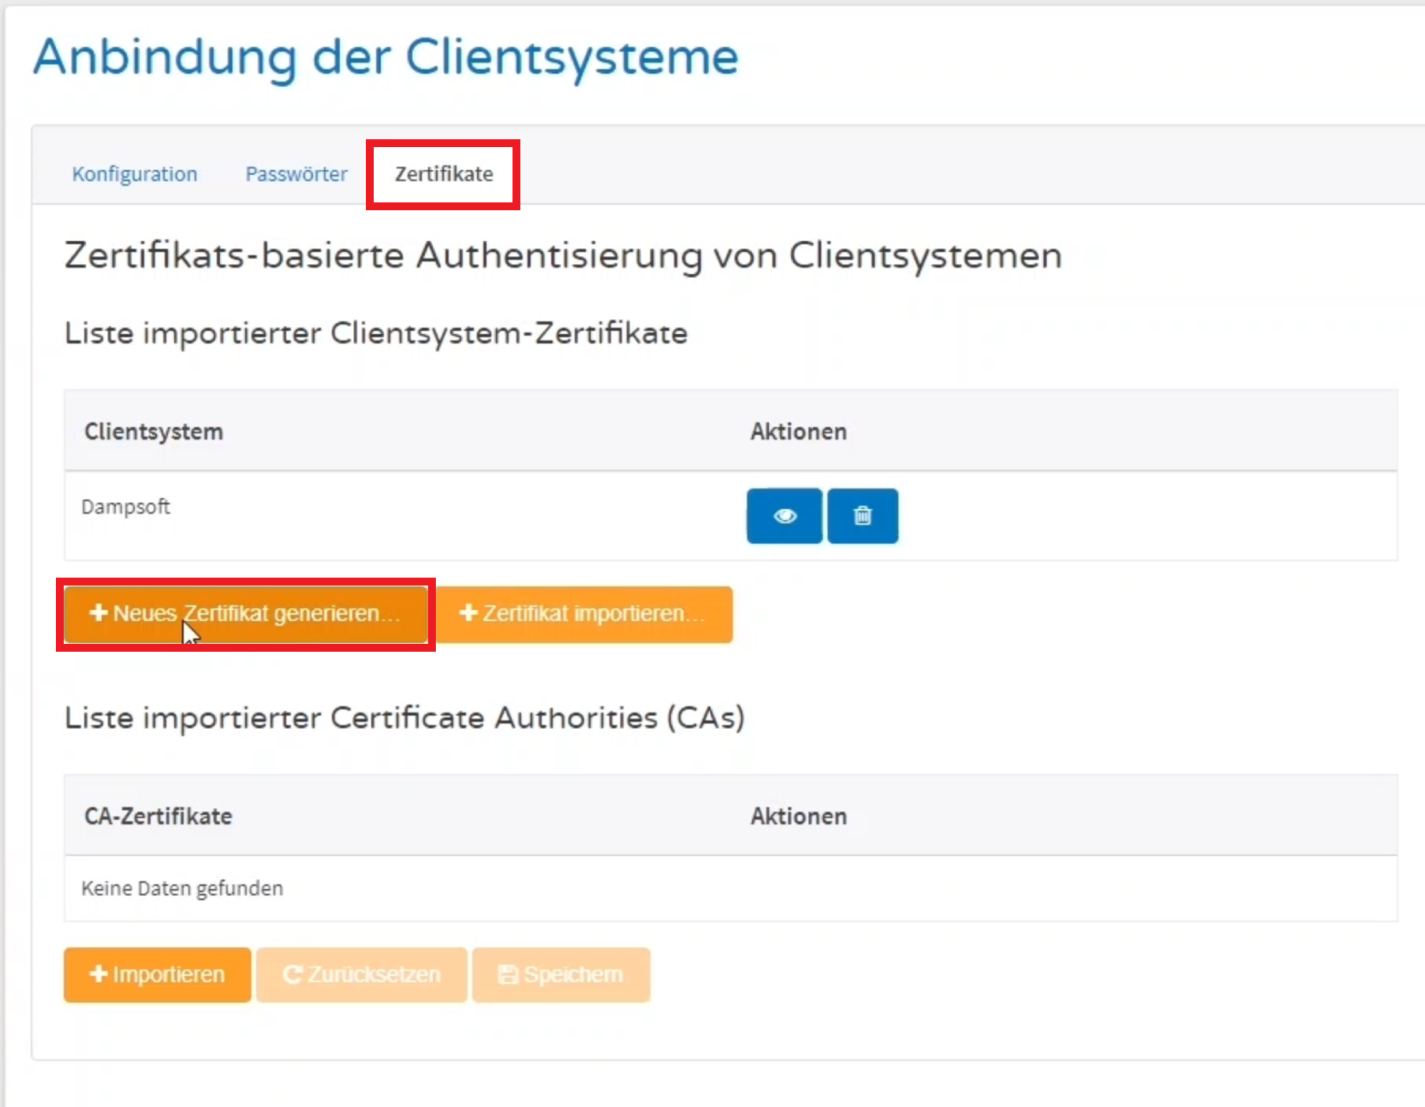 Anbindung der Clientsysteme
Konfiguration Passwörter Zertifikate
Zertifikats-basierte Authentisierung von Clientsystemen
Liste importierter Clientsystem-Zertifikate
Clientsystem Aktionen
Dampsoft
Neues Zertifikat generieren... Zertifikat importieren...
Liste importierter Certificate Authorities (CAs)
CA-Zertifikate Aktionen
Keine Daten gefunden
Importieren Zurücksetzen Speichern